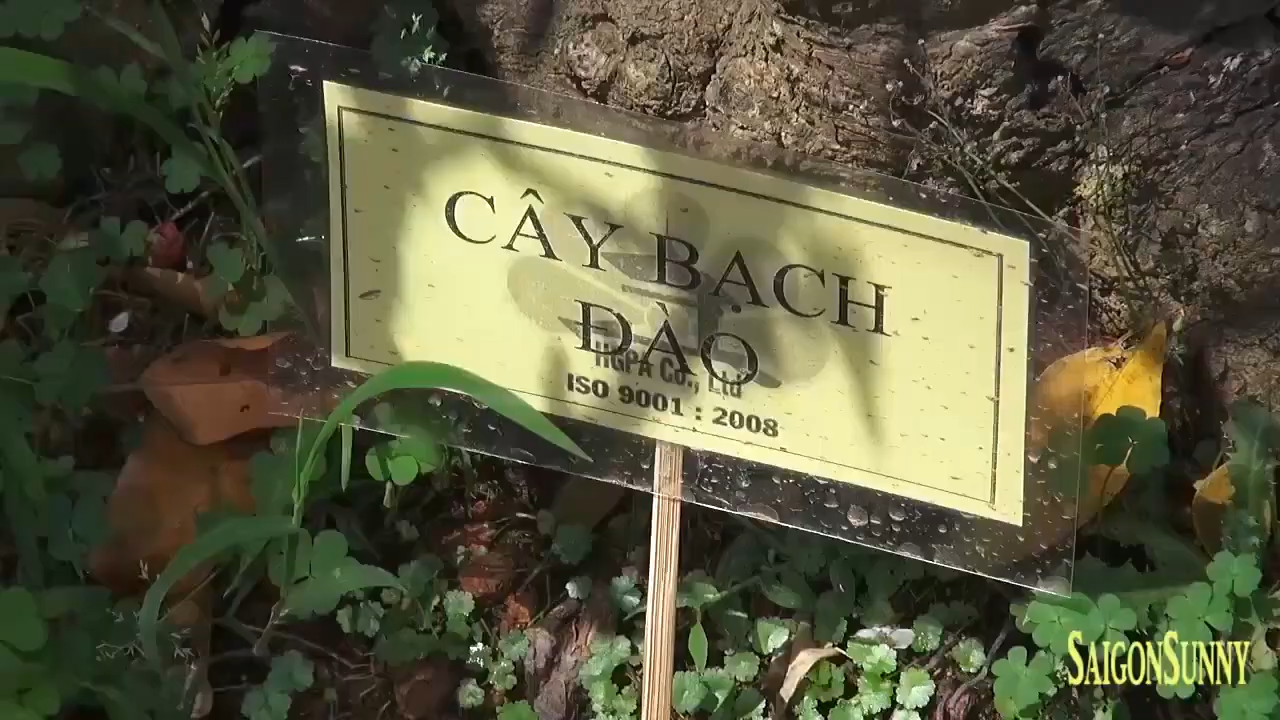 CÂY BẠCH
ĐÀO
HGPA Co., Ltd
ISO 9001 : 2008
SAIGONSUNNY